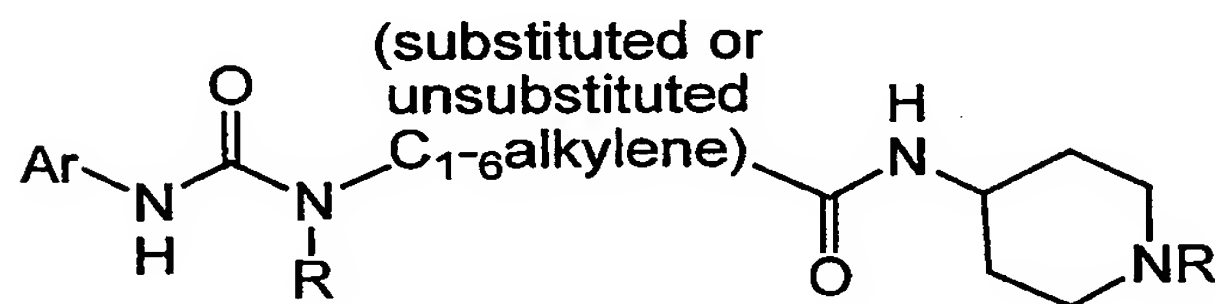 (substituted or
O unsubstituted H
Ar C₁₋₆alkylene) N
N N NR
H R O